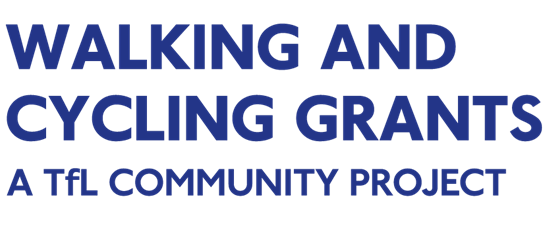 WALKING AND
CYCLING GRANTS
A TfL COMMUNITY PROJECT